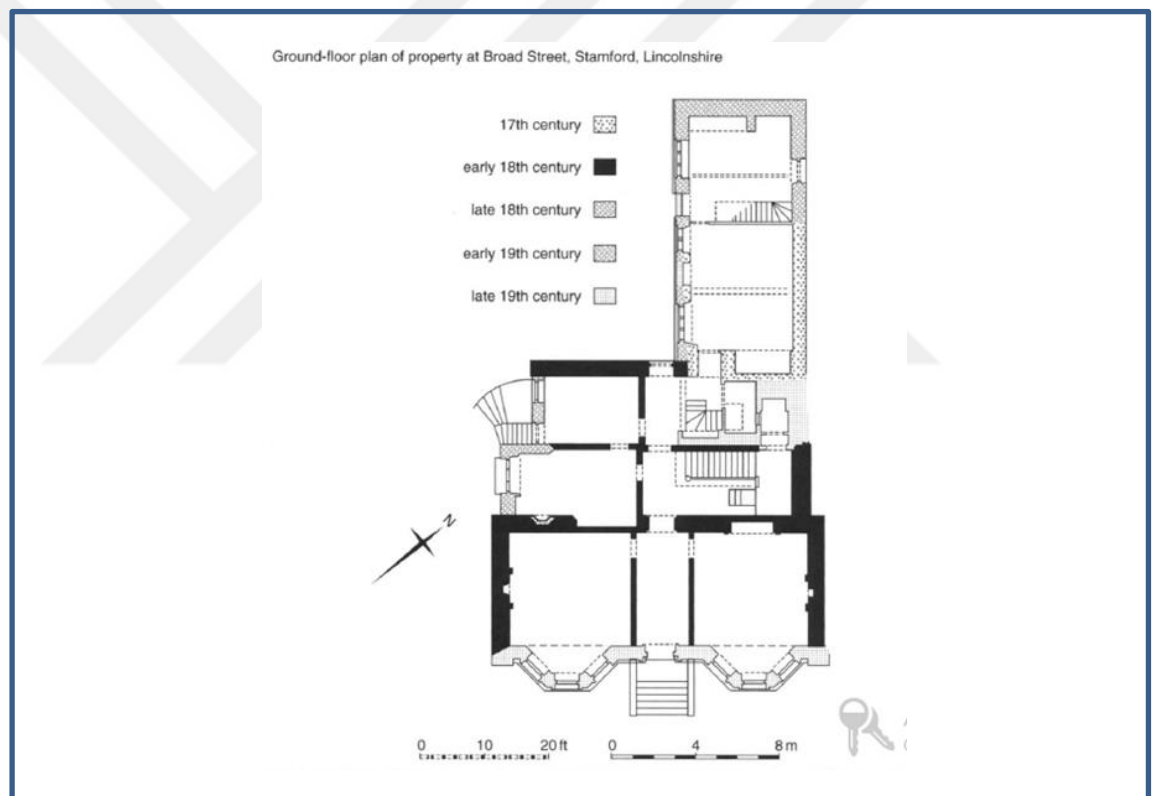 Ground-floor plan of property at Broad Street, Stamford, Lincolnshire
17th century
early 18th century
late 18th century
early 19th century
late 19th century
N
0 10 20 ft 0 4 8 m